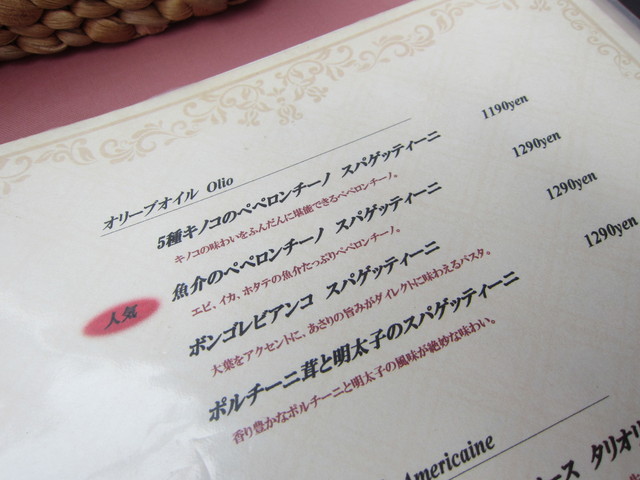 オリーブオイル Olio
5種キノコのペペロンチーノ スパゲッティーニ 1190yen
キノコの味わいをふんだんに堪能できるペペロンチーノ。
魚介のペペロンチーノ スパゲッティーニ 1290yen
エビ、イカ、ホタテの魚介たっぷりペペロンチーノ。
人気 ボンゴレビアンコ スパゲッティーニ 1290yen
大葉をアクセントに、あさりの旨みがダイレクトに味わえるパスタ。
ポルチーニ茸と明太子のスパゲッティーニ 1290yen
香り豊かなポルチーニと明太子の風味が絶妙な味わい。
Americaine
ース タリオリ